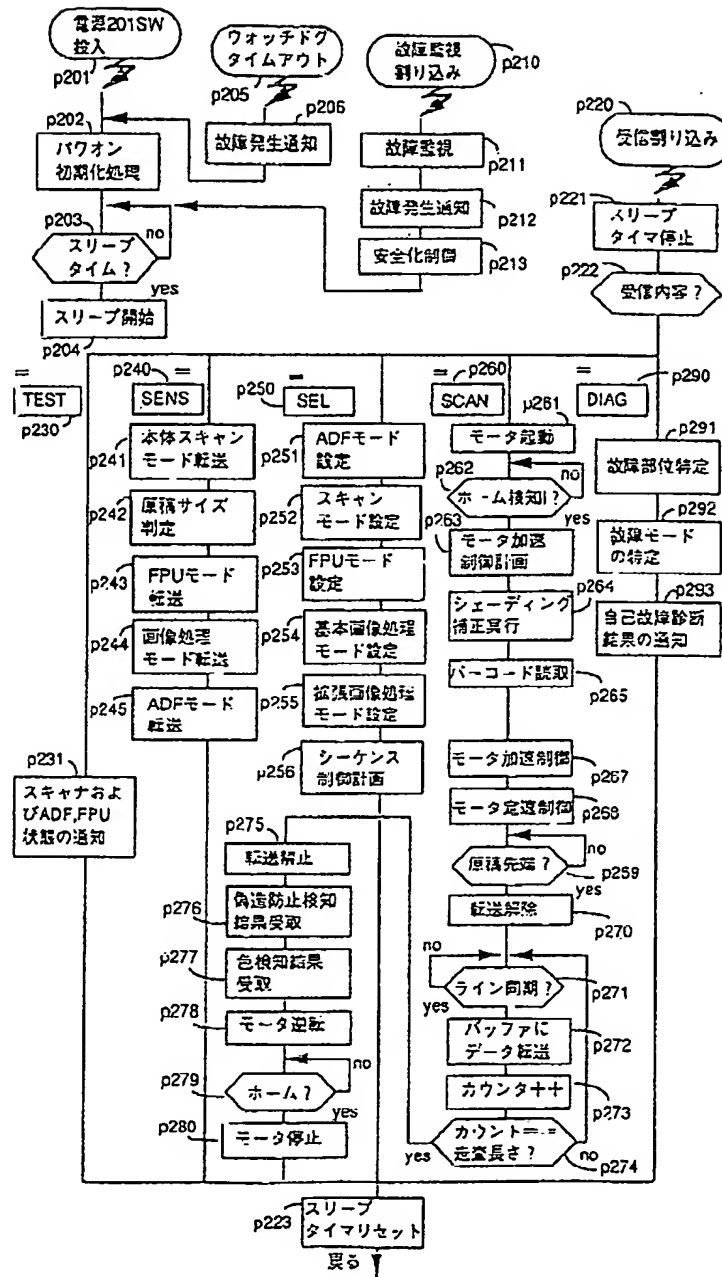 電源201SW
投入
p201
ウォッチドグ
タイムアウト
p205
故障監視
割り込み
p210
p202
パワオン
初期化処理
p206
故障発生通知
故障監視
p211
故障発生通知
p212
安全化制御
p213
p220
受信割り込み
p221
スリープ
タイマ停止
p222
受信内容?
p203
スリープ
タイム?
no
yes
スリープ開始
p204
=
TEST
p230
p240
=
SENS
p241
本体スキャン
モード転送
p242
原稿サイズ
判定
p243
FPUモード
転送
p244
画像処理
モード転送
p245
ADFモード
転送
p231
スキャナおよ
びADF,FPU
状態の通知
=
p250
SEL
p251
ADFモード
設定
p252
スキャン
モード設定
p253
FPUモード
設定
p254
基本画像処理
モード設定
p255
拡張画像処理
モード設定
p256
シーケンス
制御計画
=
p260
SCAN
p261
モータ起動
p262
no
ホーム検知?
yes
p263
モータ加速
制御計画
p264
シェーディング
補正実行
バーコード読取
p265
モータ加速制御
p267
モータ定速制御
p268
no
原稿先端?
p269
yes
転送解除
p270
no
ライン同期?
p271
yes
バッファに
データ転送
p272
カウンタ++
p273
カウント==
走査長さ?
yes
no
p274
p275
転送禁止
p276
偽造防止検知
結果受取
p277
色検知結果
受取
p278
モータ逆転
no
p279
ホーム?
yes
p280
モータ停止
=
p290
DIAG
p291
故障部位特定
p292
故障モード
の特定
p293
自己故障診断
結果の通知
p223
スリープ
タイマリセット
戻る